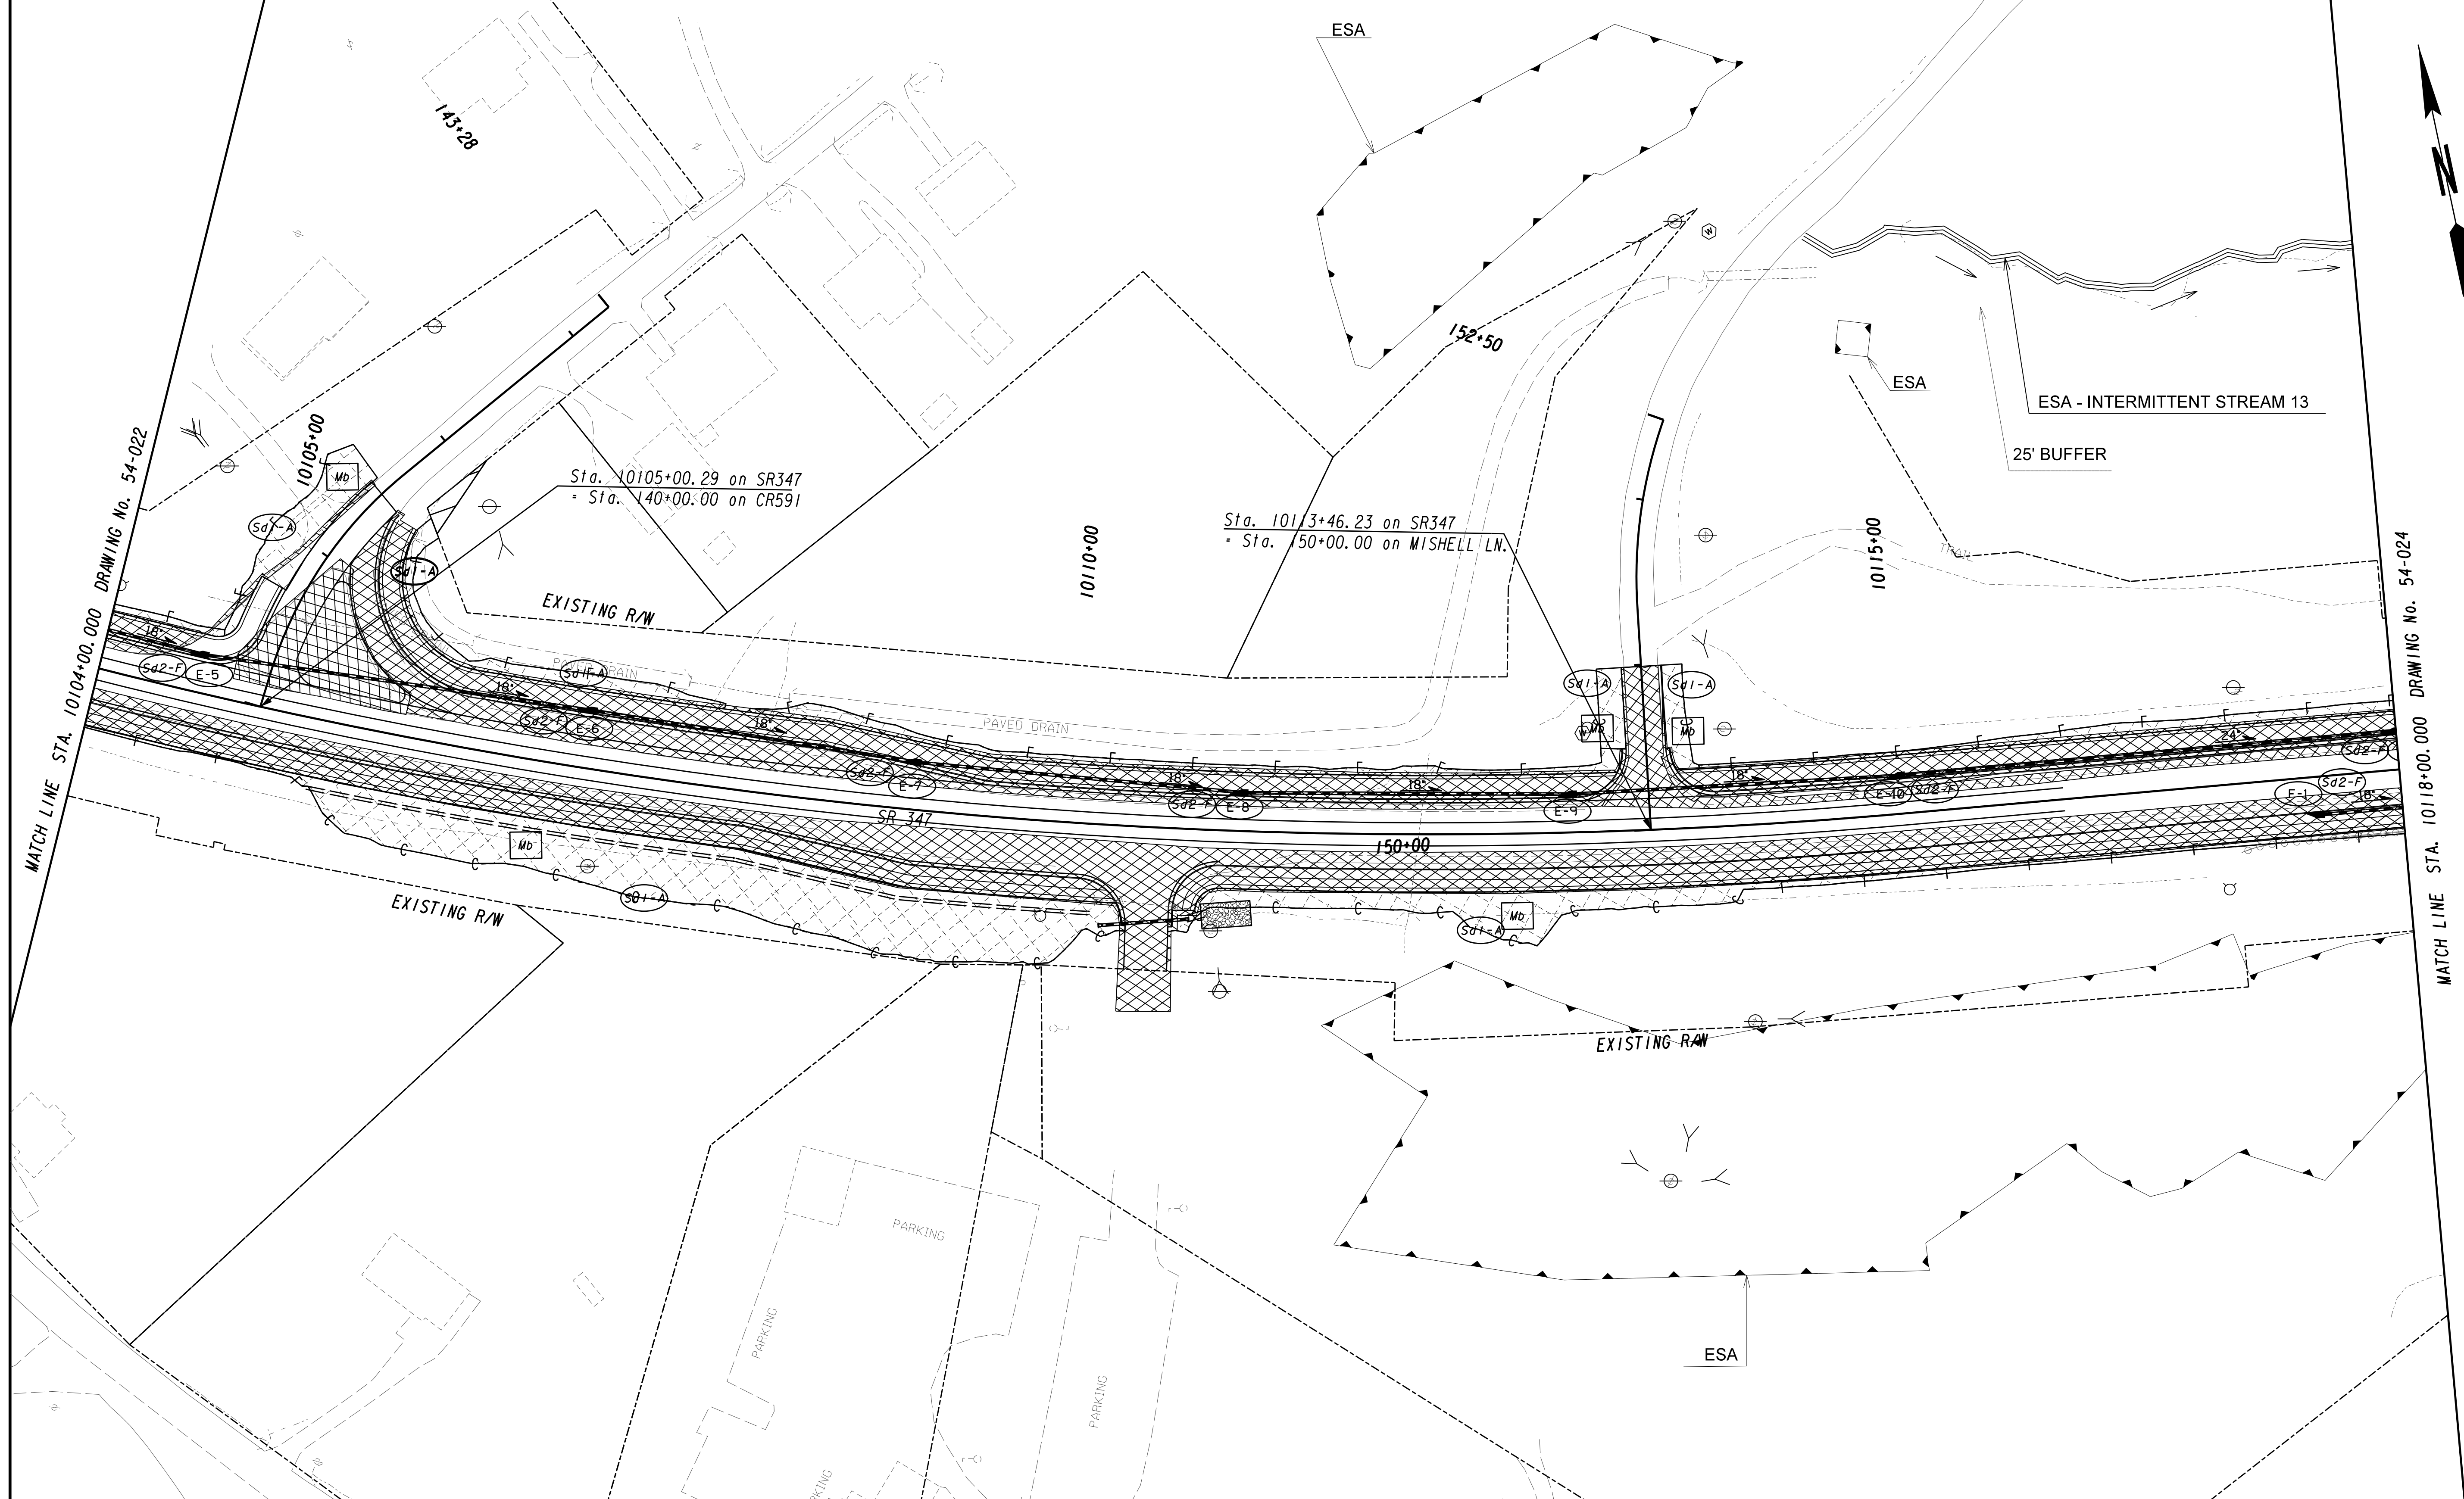 ESA
143+28
N
152+50
ESA
ESA - INTERMITTENT STREAM 13
25' BUFFER
10105+00
Mb
Sd1-A
Sta. 10105+00.29 on SR347
= Sta. 140+00.00 on CR591
Sta. 10113+46.23 on SR347
= Sta. 150+00.00 on MISHELL LN.
10110+00
10115+00
TRAIL
MATCH LINE STA. 10104+00.000 DRAWING No. 54-022
MATCH LINE STA. 10118+00.000 DRAWING No. 54-024
Sd1-A
EXISTING R/W
18"
Sd2-F
E-5
PAVED DRAIN
Sd1-A
18"
Sd2-F
E-6
18"
PAVED DRAIN
Sd2-F
E-7
18"
Sd2-F
E-8
18"
E-9
Sd1-A
Sd1-A
W
Mb
Mb
18"
E-10
Sd2-F
24"
Sd2-F
E-1
Sd2-F
18"
SR 347
150+00
Mb
Sd1-A
Mb
Sd1-A
EXISTING R/W
EXISTING R/W
PARKING
PARKING
PARKING
ESA